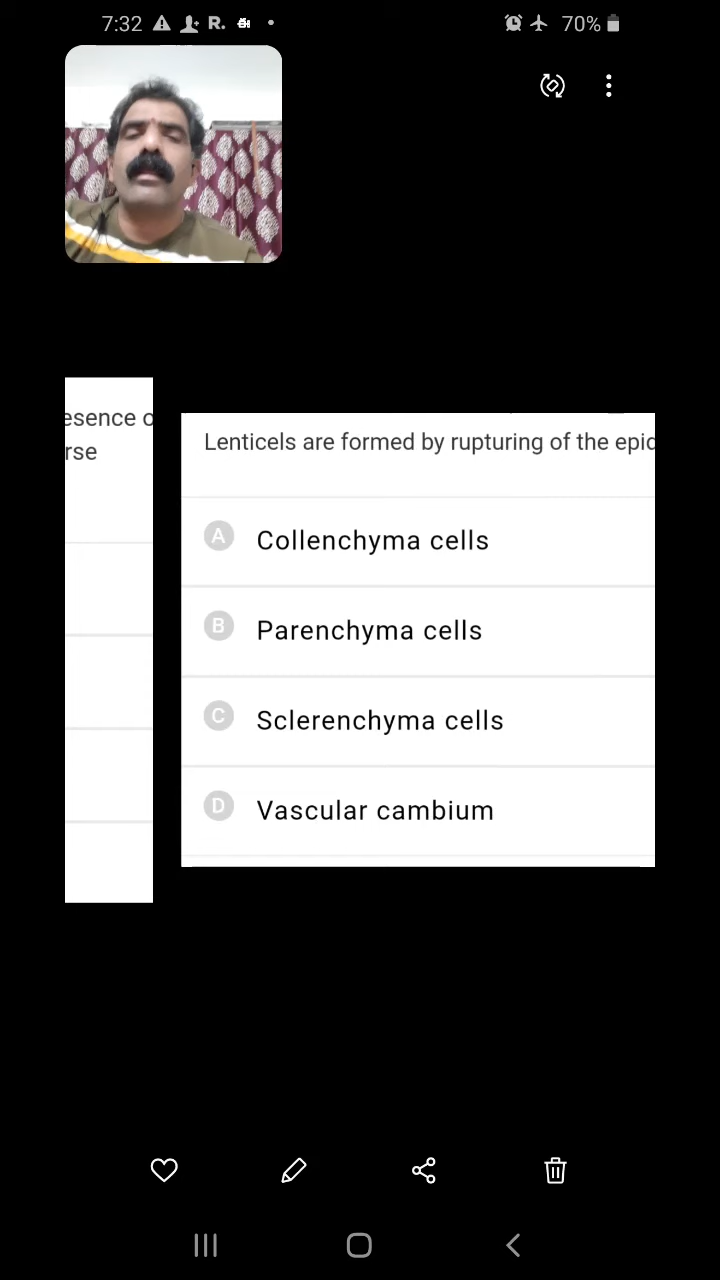 7:32 R. 70%
esence o
rse
Lenticels are formed by rupturing of the epid
A Collenchyma cells
B Parenchyma cells
C Sclerenchyma cells
D Vascular cambium